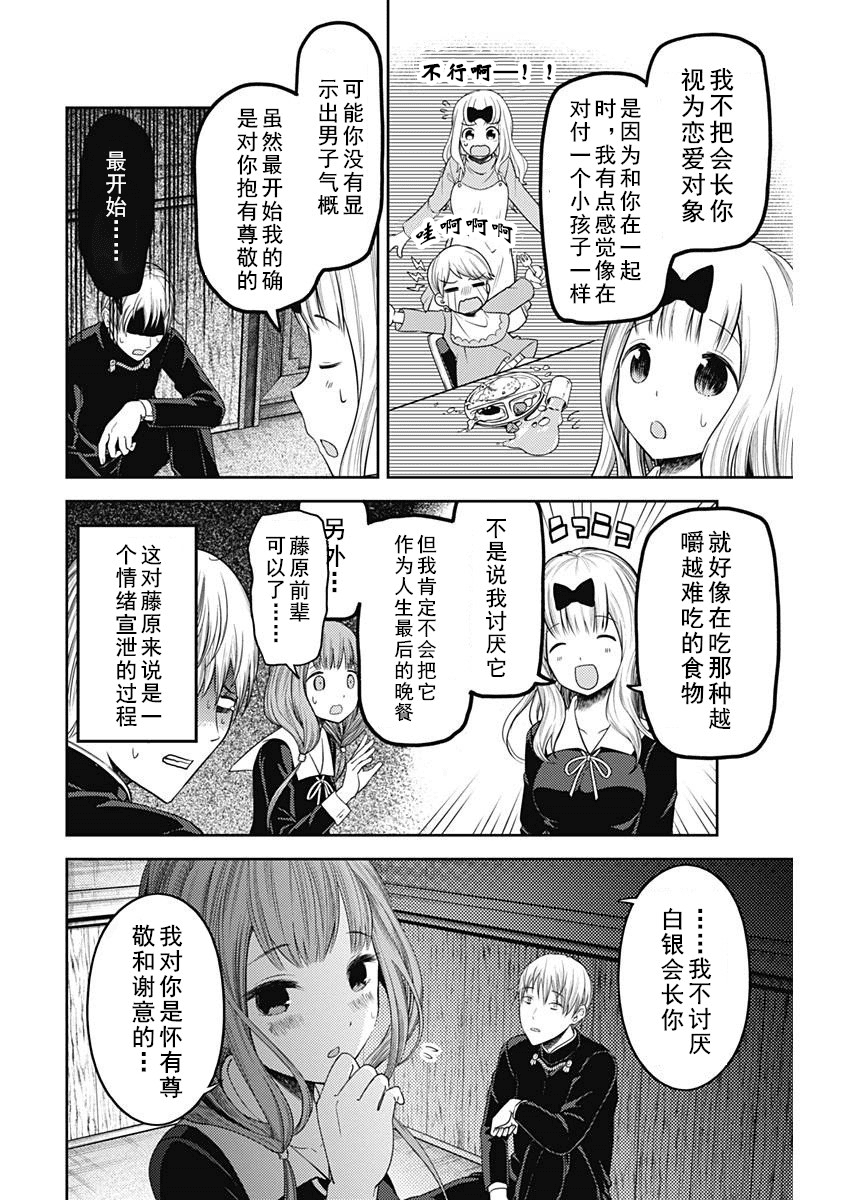 我不把会长你
视为恋爱对象
是因为和你在一起
时，我有点感觉像在
对付一个小孩子一样
不行啊—！！
哇啊啊啊
可能你没有显
示出男子气概
虽然最开始我的确
是对你抱有尊敬的
最开始……
就好像在吃那种越
嚼越难吃的食物
不是说我讨厌它
但我肯定不会把它
作为人生最后的晚餐
另外…
藤原前辈
可以了……
这对藤原来说是一
个情绪宣泄的过程
……我不讨厌
白银会长你
我对你是怀有尊
敬和谢意的…